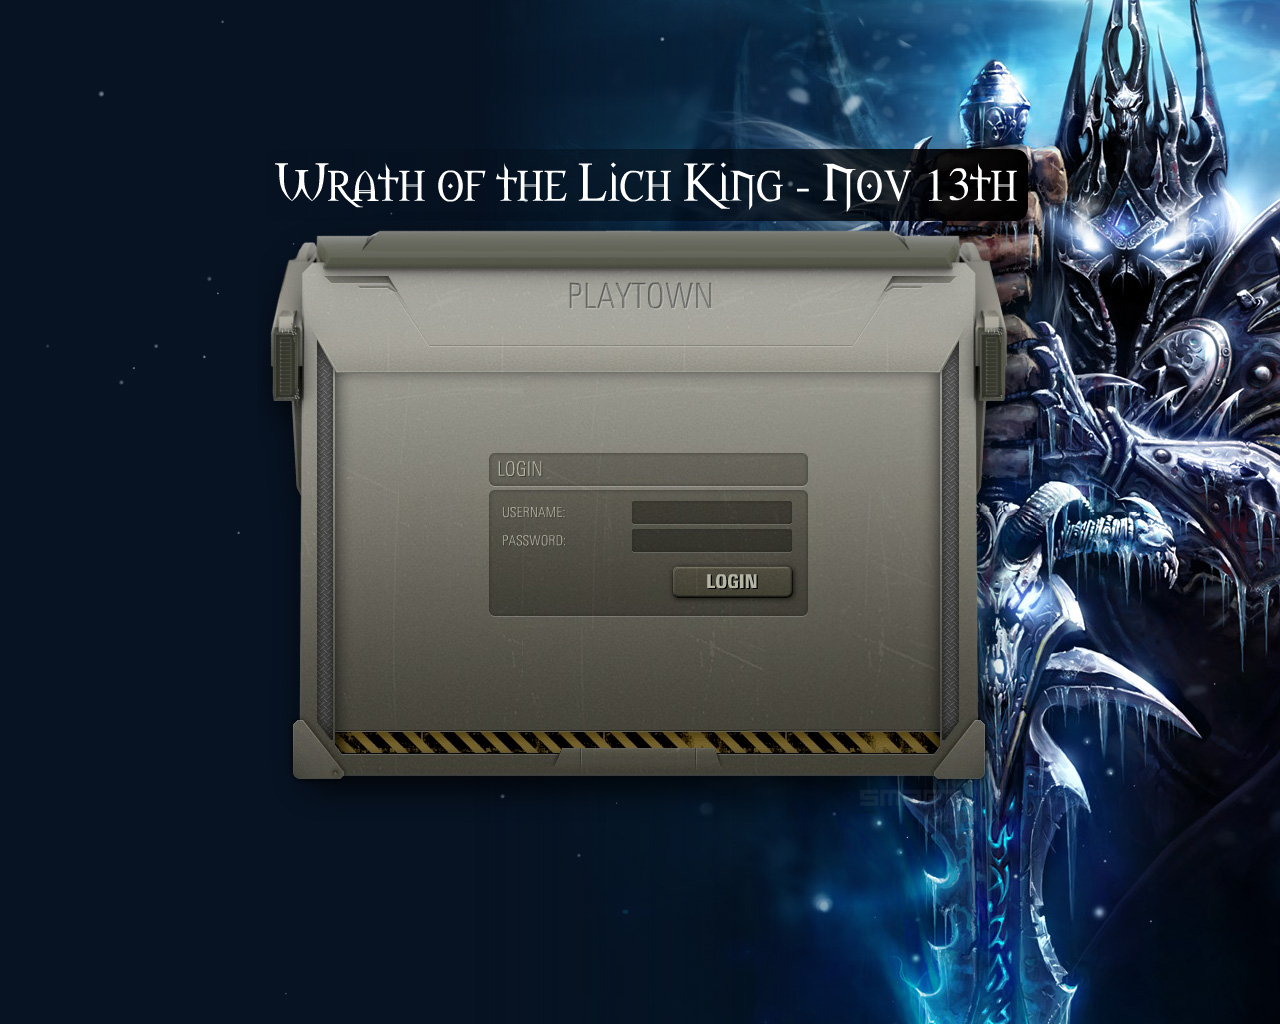 Wrath of the Lich King - Nov 13th
PLAYTOWN
LOGIN
USERNAME:
PASSWORD:
LOGIN